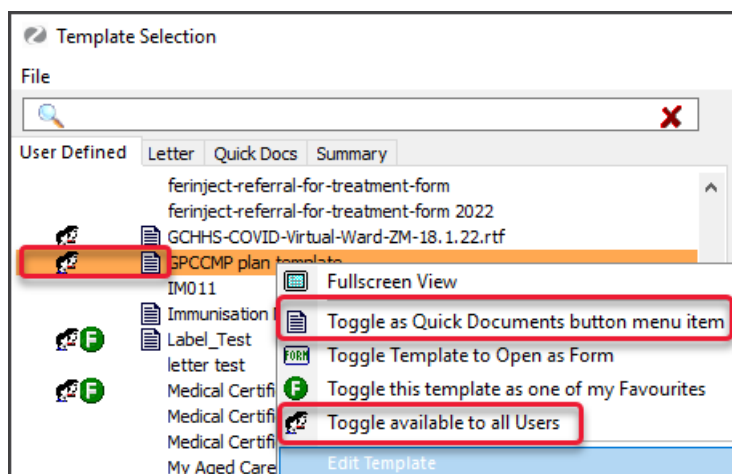 Template Selection
File
User Defined Letter Quick Docs Summary
ferinject-referral-for-treatment-form
ferinject-referral-for-treatment-form 2022
GCHHS-COVID-Virtual-Ward-ZM-18.1.22.rtf
GPCCMP plan template
IM011
Fullscreen View
Immunisation
Toggle as Quick Documents button menu item
F Label_Test
FORM Toggle Template to Open as Form
letter test
F Medical Certifi
F Toggle this template as one of my Favourites
Medical Certifi
Toggle available to all Users
Medical Certifi
My Aged Care
Edit Template